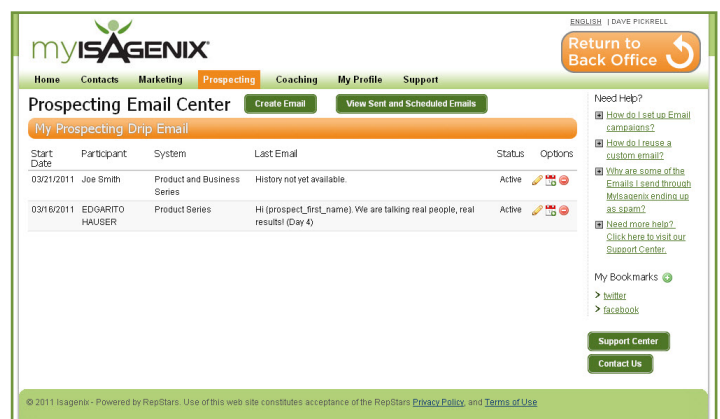 ENGLISH | DAVE PICKRELL
myISAGENIX
Return to
Back Office
Home Contacts Marketing Prospecting Coaching My Profile Support
Prospecting Email Center Create Email View Sent and Scheduled Emails
My Prospecting Drip Email
Start Date Participant System Last Email Status Options
03/21/2011 Joe Smith Product and Business Series History not yet available. Active
03/16/2011 EDGARITO HAUSER Product Series Hi {prospect_first_name}. We are talking real people, real results! (Day 4) Active
Need Help?
How do I set up Email
campaigns?
How do I reuse a
custom email?
Why are some of the
Emails I send through
MyIsagenix ending up
as spam?
Need more help?
Click here to visit our
Support Center.
My Bookmarks
twitter
facebook
Support Center
Contact Us
© 2011 Isagenix - Powered by RepStars. Use of this web site constitutes acceptance of the RepStars Privacy Policy, and Terms of Use